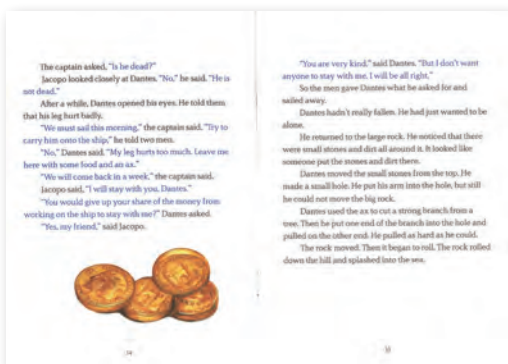 The captain asked, "Is he dead?"
Jacopo looked closely at Dantes. "No," he said. "He is
not dead."
After a while, Dantes opened his eyes. He told them
that his leg hurt badly.
"We must sail this morning," the captain said. "Try to
carry him onto the ship," he told two men.
"No," Dantes said. "My leg hurts too much. Leave me
here with some food and an ax."
"We will come back in a week," the captain said.
Jacopo said, "I will stay with you, Dantes."
"You would give up your share of the money from
working on the ship to stay with me?" Dantes asked.
"Yes, my friend," said Jacopo.
"You are very kind," said Dantes. "But I don't want
anyone to stay with me. I will be all right."
So the men gave Dantes what he asked for and
sailed away.
Dantes hadn't really fallen. He had just wanted to be
alone.
He returned to the large rock. He noticed that there
were small stones and dirt all around it. It looked like
someone put the stones and dirt there.
Dantes moved the small stones from the top. He
made a small hole. He put his arm into the hole, but still
he could not move the big rock.
Dantes used the ax to cut a strong branch from a
tree. Then he put one end of the branch into the hole and
pulled on the other end. He pulled as hard as he could.
The rock moved. Then it began to roll. The rock rolled
down the hill and splashed into the sea.